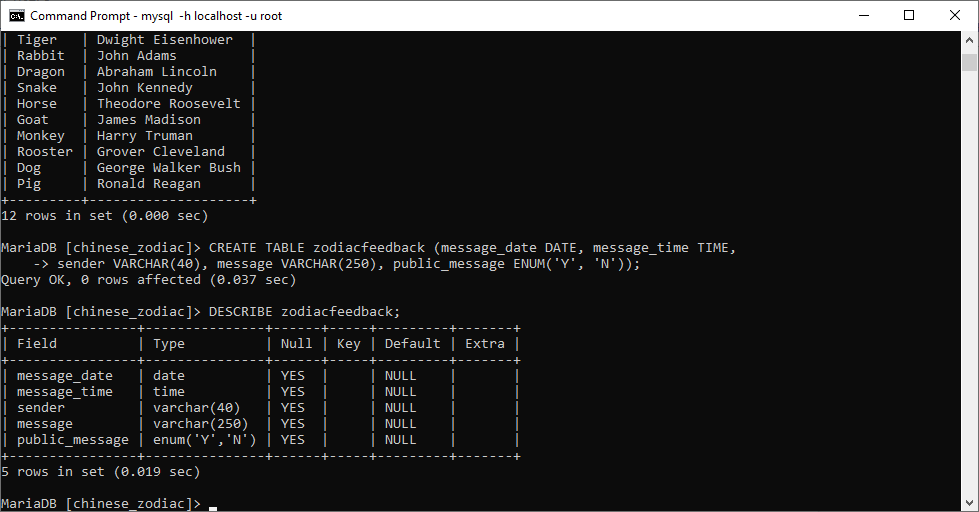 Command Prompt - mysql  -h localhost -u root
| Tiger   | Dwight Eisenhower  |
| Rabbit  | John Adams         |
| Dragon  | Abraham Lincoln    |
| Snake   | John Kennedy       |
| Horse   | Theodore Roosevelt |
| Goat    | James Madison      |
| Monkey  | Harry Truman       |
| Rooster | Grover Cleveland   |
| Dog     | George Walker Bush |
| Pig     | Ronald Reagan      |
+---------+--------------------+
12 rows in set (0.000 sec)
MariaDB [chinese_zodiac]> CREATE TABLE zodiacfeedback (message_date DATE, message_time TIME,
    -> sender VARCHAR(40), message VARCHAR(250), public_message ENUM('Y', 'N'));
Query OK, 0 rows affected (0.037 sec)
MariaDB [chinese_zodiac]> DESCRIBE zodiacfeedback;
+----------------+---------------+------+-----+---------+-------+
| Field          | Type          | Null | Key | Default | Extra |
+----------------+---------------+------+-----+---------+-------+
| message_date   | date          | YES  |     | NULL    |       |
| message_time   | time          | YES  |     | NULL    |       |
| sender         | varchar(40)   | YES  |     | NULL    |       |
| message        | varchar(250)  | YES  |     | NULL    |       |
| public_message | enum('Y','N') | YES  |     | NULL    |       |
+----------------+---------------+------+-----+---------+-------+
5 rows in set (0.019 sec)
MariaDB [chinese_zodiac]> _